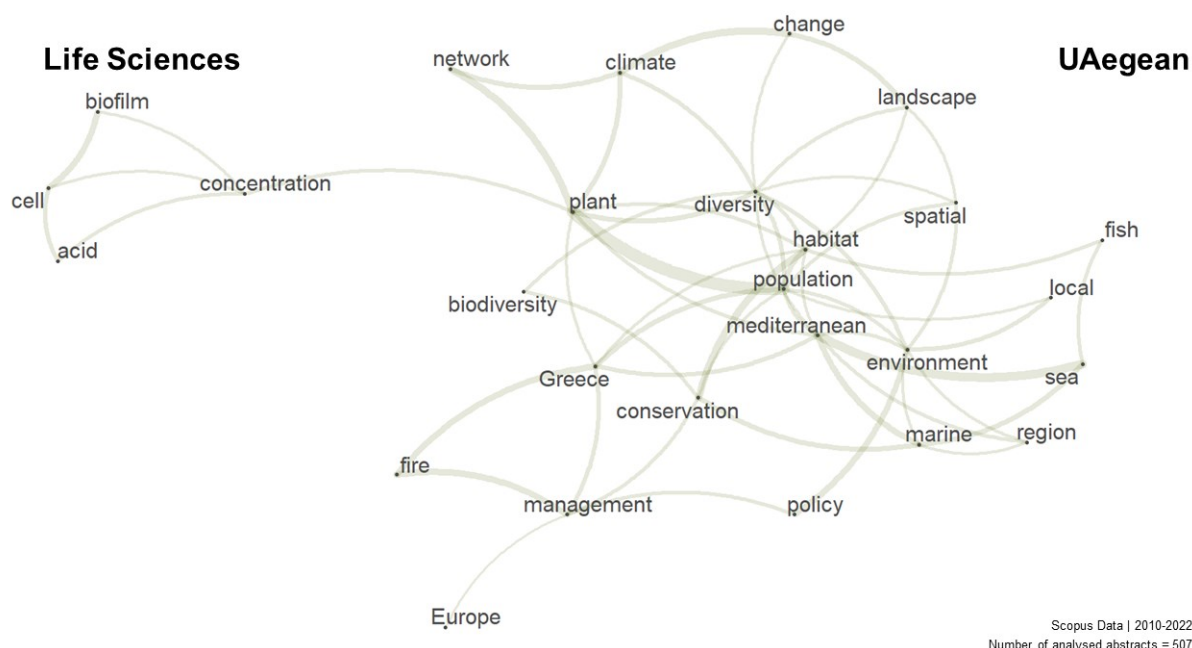 Life Sciences
UAegean
change
network
climate
landscape
biofilm
concentration
cell
plant
diversity
spatial
fish
habitat
acid
population
local
biodiversity
mediterranean
environment
Greece
sea
conservation
marine
region
fire
management
policy
Europe
Scopus Data | 2010-2022
Number of analysed abstracts = 507